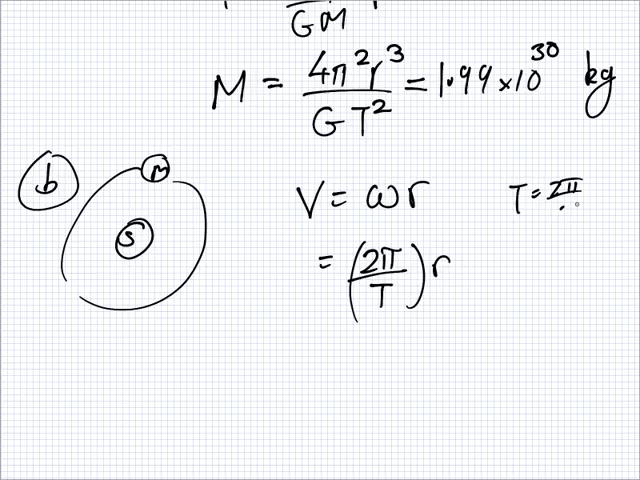 GM
M = 4π²r³ / GT² = 1.99 × 10³⁰ kg
b
m
S
V = ωr
T = 2π
= (2π / T) r